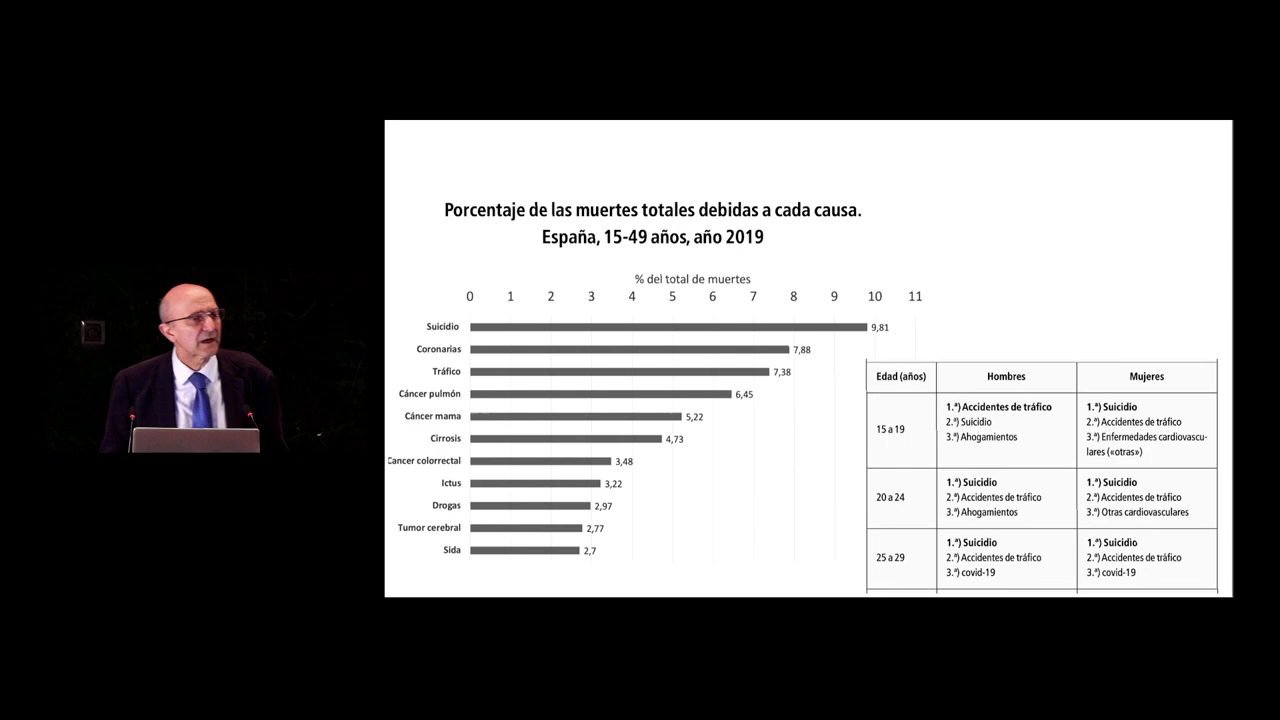 Porcentaje de las muertes totales debidas a cada causa.
España, 15-49 años, año 2019
% del total de muertes
0 1 2 3 4 5 6 7 8 9 10 11
Suicidio 9,81
Coronarias 7,88
Tráfico 7,38
Cáncer pulmón 6,45
Cáncer mama 5,22
Cirrosis 4,73
Cancer colorrectal 3,48
Ictus 3,22
Drogas 2,97
Tumor cerebral 2,77
Sida 2,7
Edad (años) Hombres Mujeres
15 a 19
1.ª) Accidentes de tráfico
2.ª) Suicidio
3.ª) Ahogamientos
1.ª) Suicidio
2.ª) Accidentes de tráfico
3.ª) Enfermedades cardiovascu-
lares («otras»)
20 a 24
1.ª) Suicidio
2.ª) Accidentes de tráfico
3.ª) Ahogamientos
1.ª) Suicidio
2.ª) Accidentes de tráfico
3.ª) Otras cardiovasculares
25 a 29
1.ª) Suicidio
2.ª) Accidentes de tráfico
3.ª) covid-19
1.ª) Suicidio
2.ª) Accidentes de tráfico
3.ª) covid-19